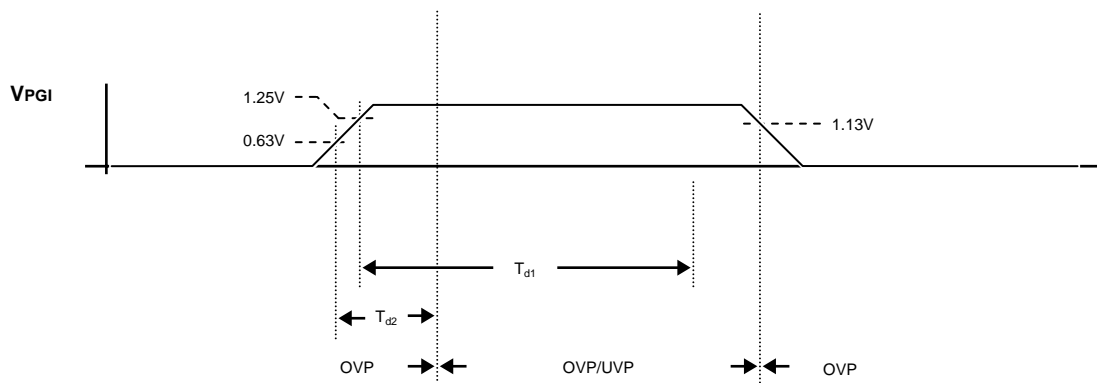 VPGI
1.25V
0.63V
1.13V
Td1
Td2
OVP
OVP/UVP
OVP